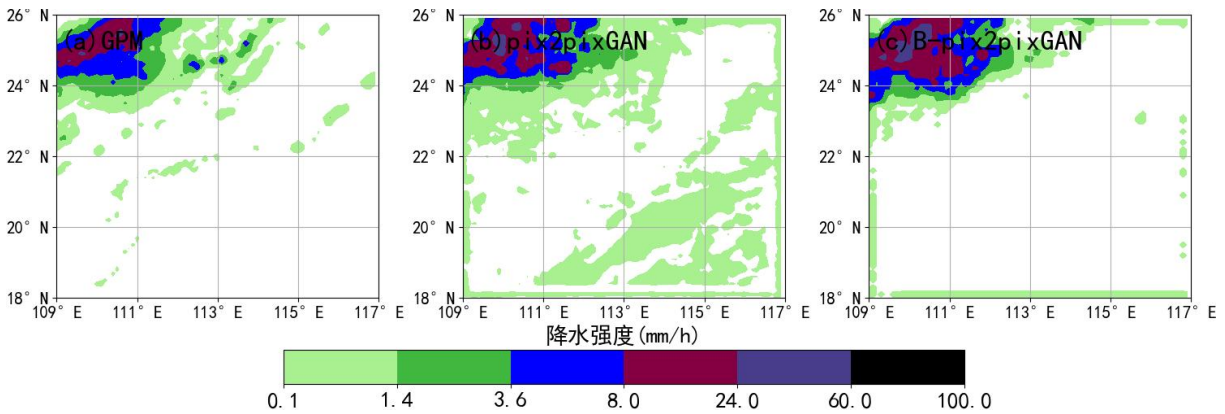 (a)GPM
(b)pix2pixGAN
(c)B-pix2pixGAN
26° N
24° N
22° N
20° N
18° N
109° E 111° E 113° E 115° E 117° E
26° N
24° N
22° N
20° N
18° N
109° E 111° E 113° E 115° E 117° E
26° N
24° N
22° N
20° N
18° N
109° E 111° E 113° E 115° E 117° E
降水强度(mm/h)
0.1 1.4 3.6 8.0 24.0 60.0 100.0